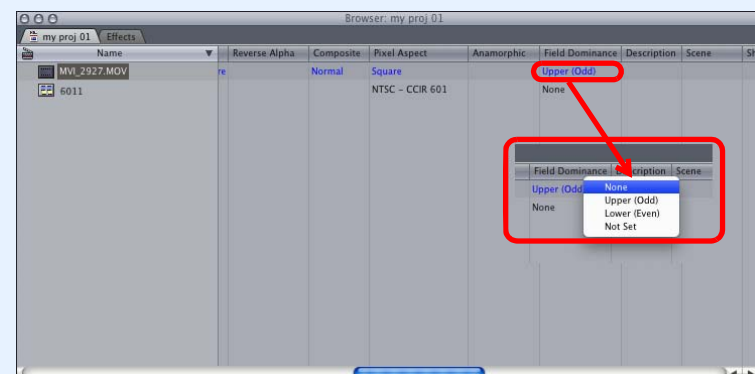 Browser: my proj 01
my proj 01 Effects
Name Reverse Alpha Composite Pixel Aspect Anamorphic Field Dominance Description Scene Sh
MVI_2927.MOV re Normal Square Upper (Odd)
6011 NTSC - CCIR 601 None
Field Dominance Scene
Upper (Odd
None
None
Upper (Odd)
Lower (Even)
Not Set